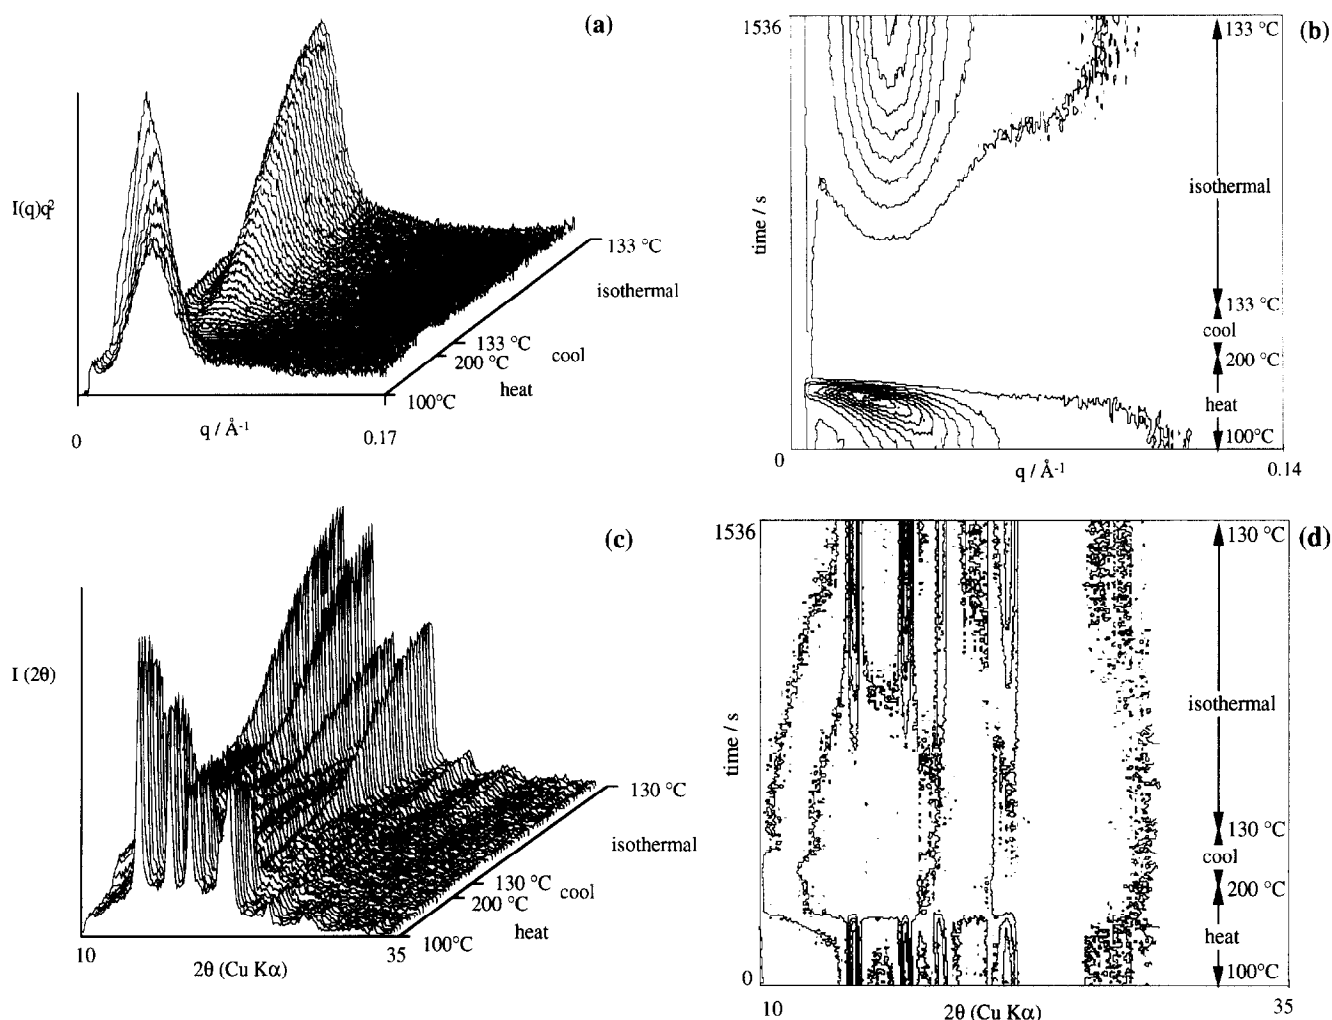 (a)
I(q)q²
133 °C
isothermal
133 °C
200 °C
cool
heat
100°C
0
q / Å⁻¹
0.17
(b)
1536
133 °C
time / s
isothermal
133 °C
cool
200 °C
heat
100°C
0
q / Å⁻¹
0.14
(c)
I (2θ)
130 °C
isothermal
130 °C
200 °C
cool
heat
100°C
10
2θ (Cu Kα)
35
(d)
1536
130 °C
time / s
isothermal
130 °C
cool
200 °C
heat
100°C
0
10
2θ (Cu Kα)
35